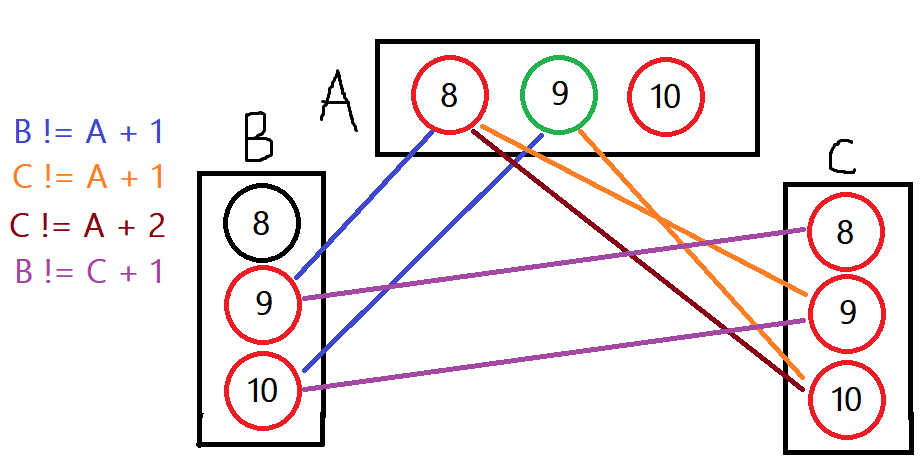 A
8 9 10
B != A + 1
C != A + 1
C != A + 2
B != C + 1
B
8
9
10
C
8
9
10